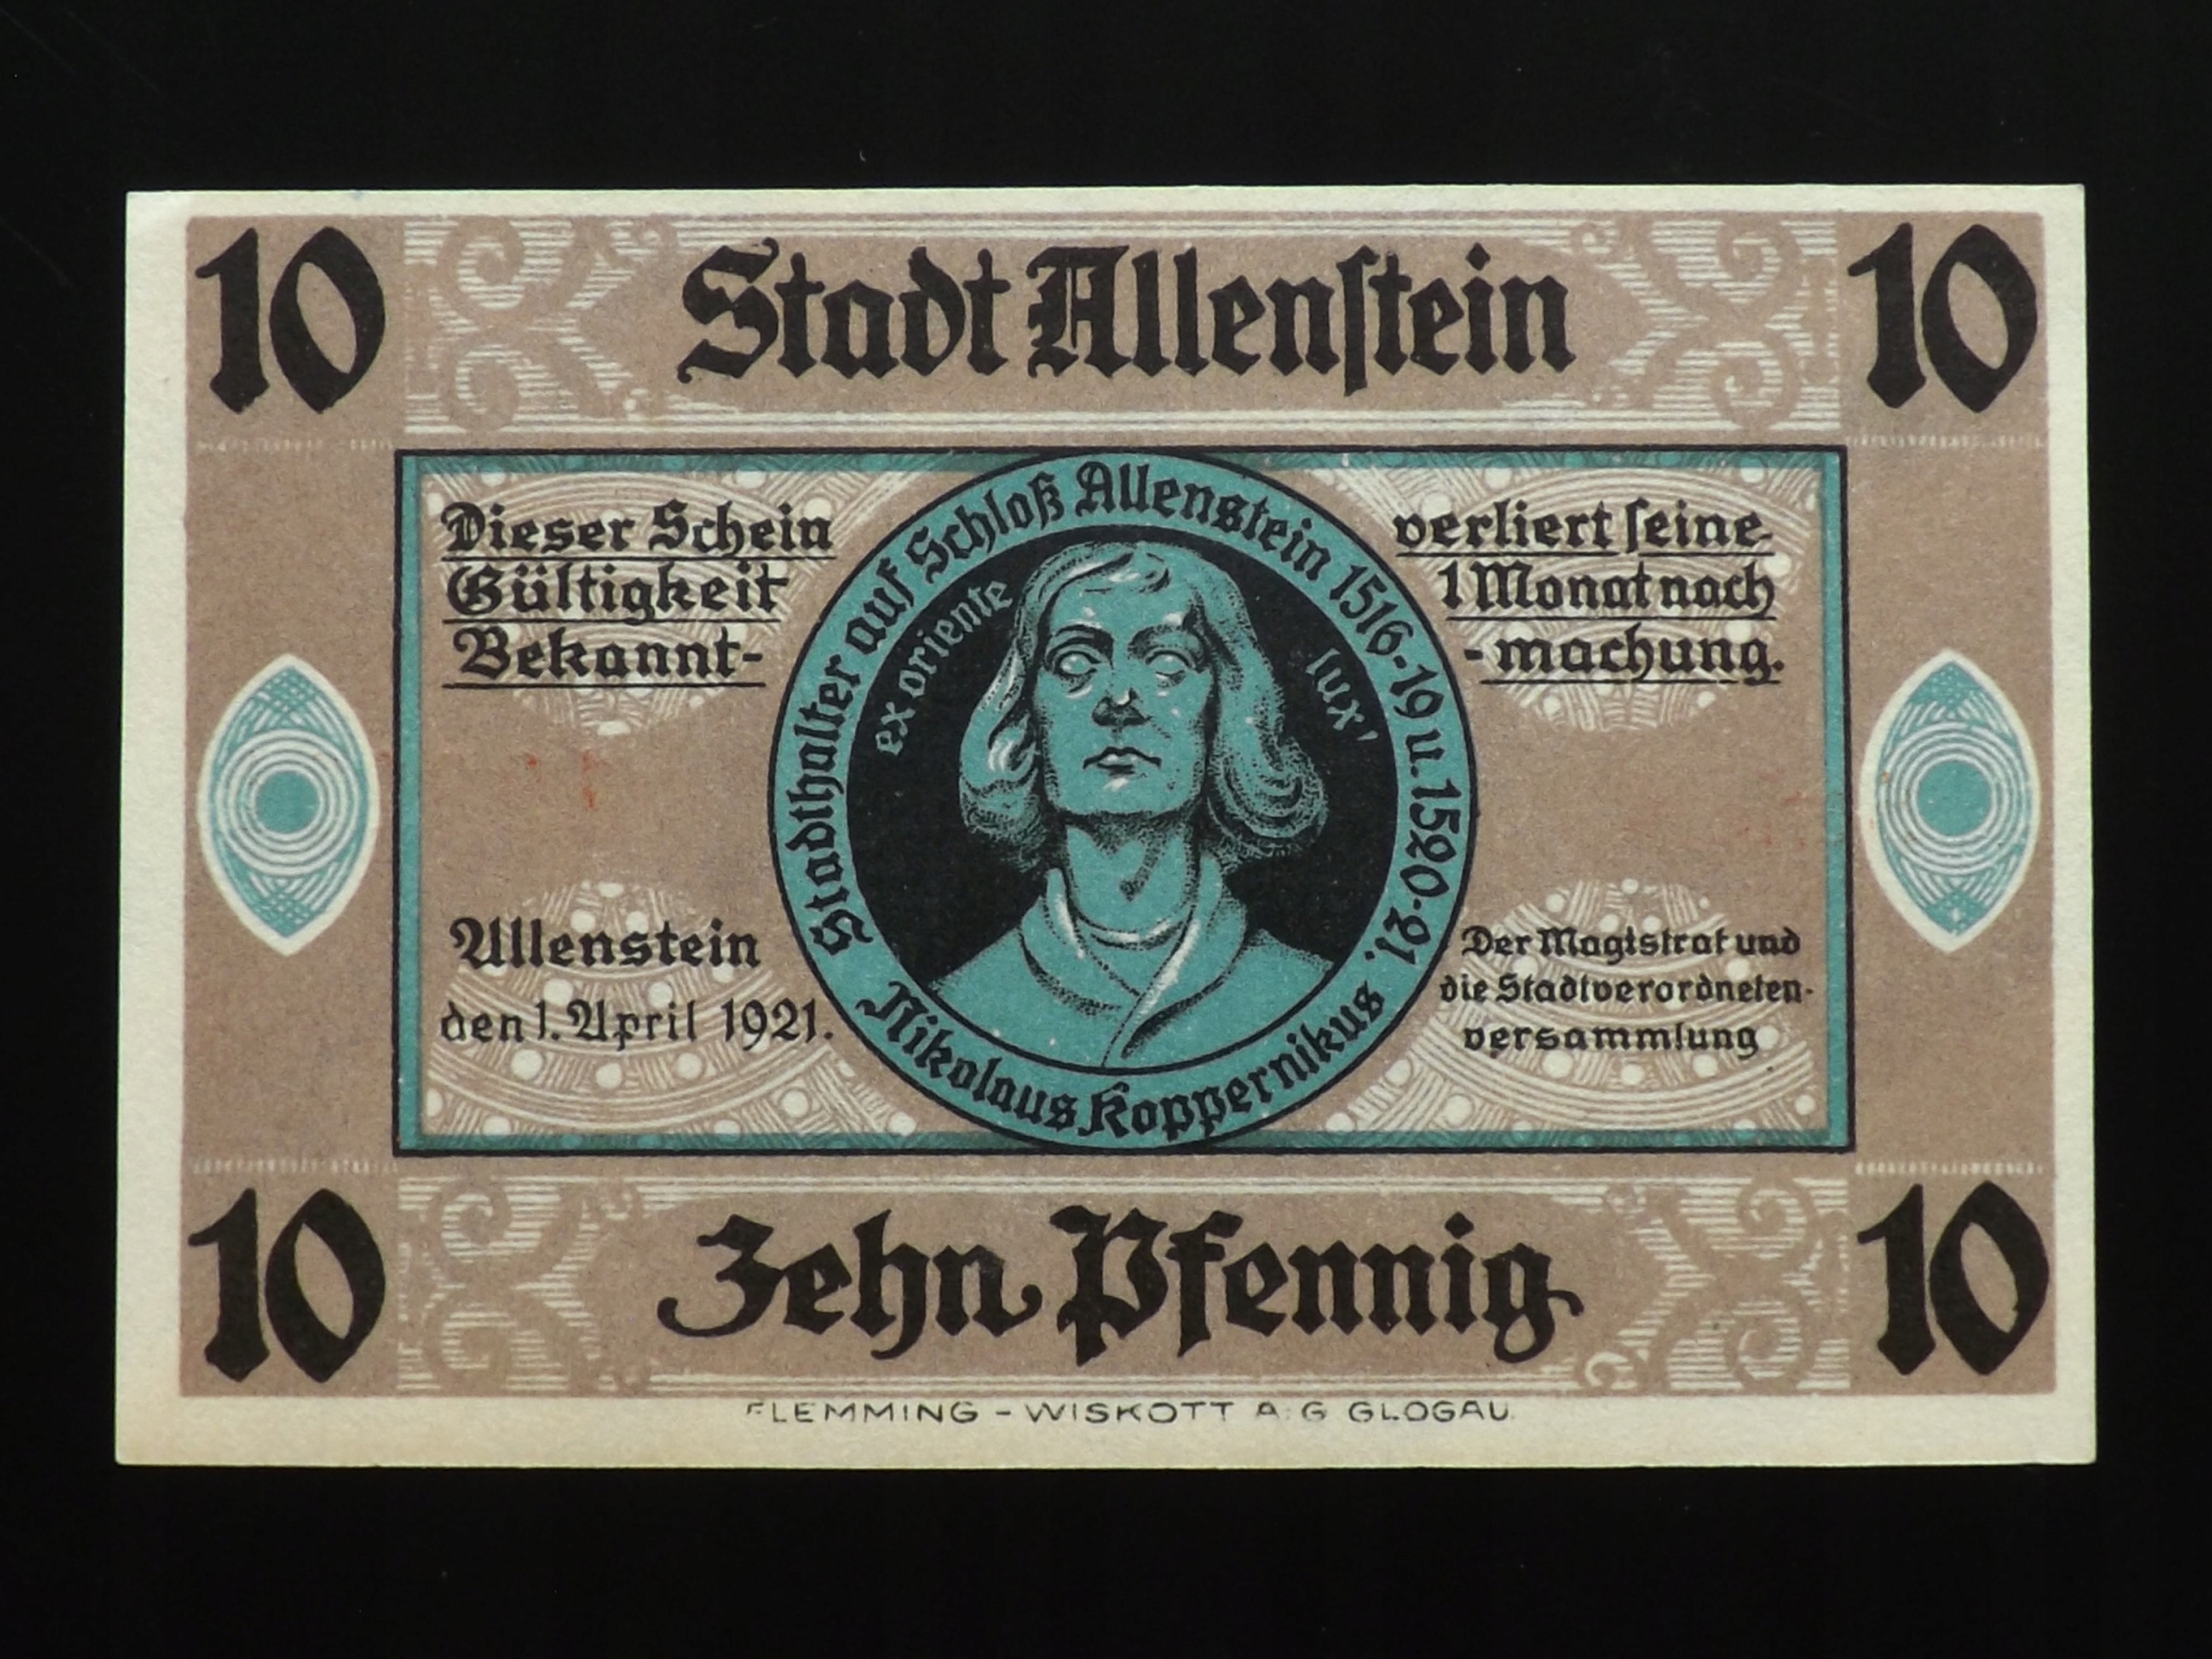 10 Stadt Allenstein 10
Dieser Schein verliert seine
Gültigkeit 1 Monat nach
Bekannt- -machung.
Stadthalter auf Schloß Allenstein 1516-19 u. 1520-21.
Nikolaus Koppernikus
ex oriente lux'
Allenstein
den 1. April 1921.
Der Magistrat und
die Stadtverordneten-
versammlung
10 Zehn Pfennig 10
FLEMMING - WISKOTT A. G GLOGAU.